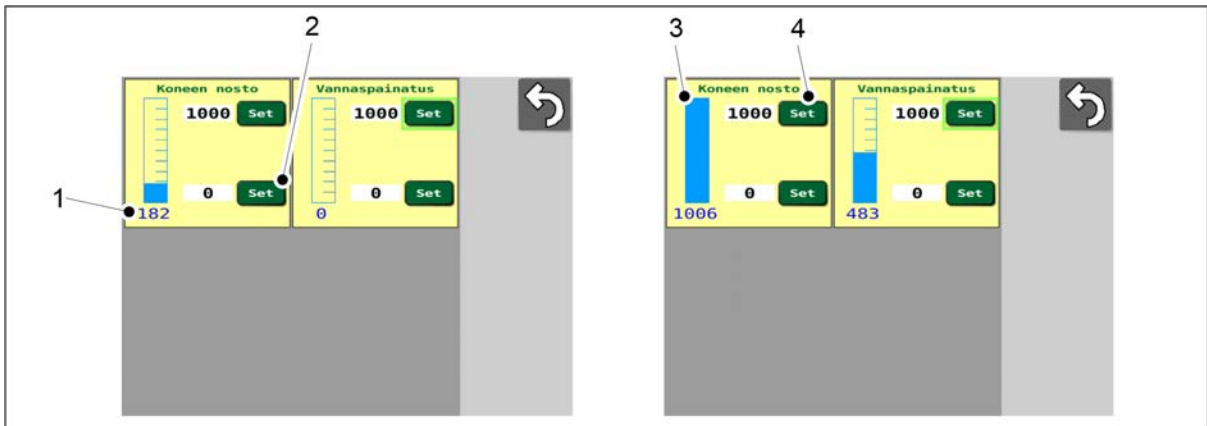 2
3
4
Koneen nosto
Vannaspainatus
1000 Set
1000 Set
0 Set
0 Set
1
182
0
Koneen nosto
Vannaspainatus
1000 Set
1000 Set
0 Set
0 Set
1006
483